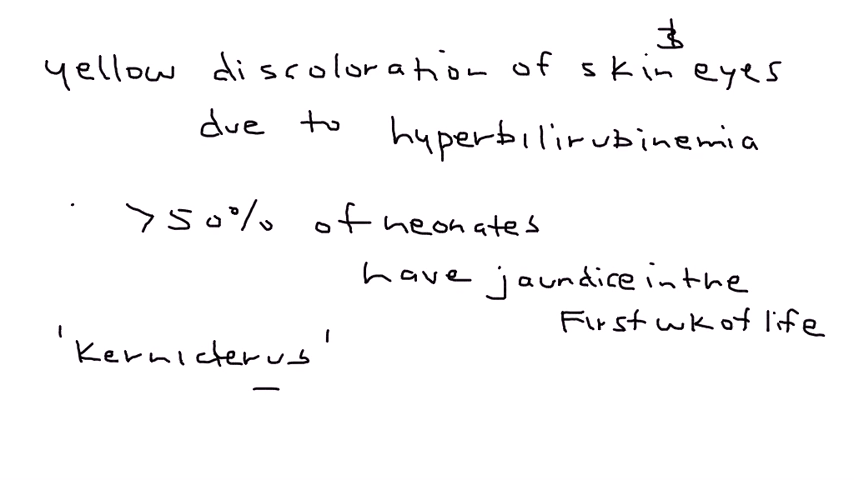 yellow discoloration of skin & eyes
due to hyperbilirubinemia
>50% of neonates
have jaundice in the
First wk of life
'Kernicterus'